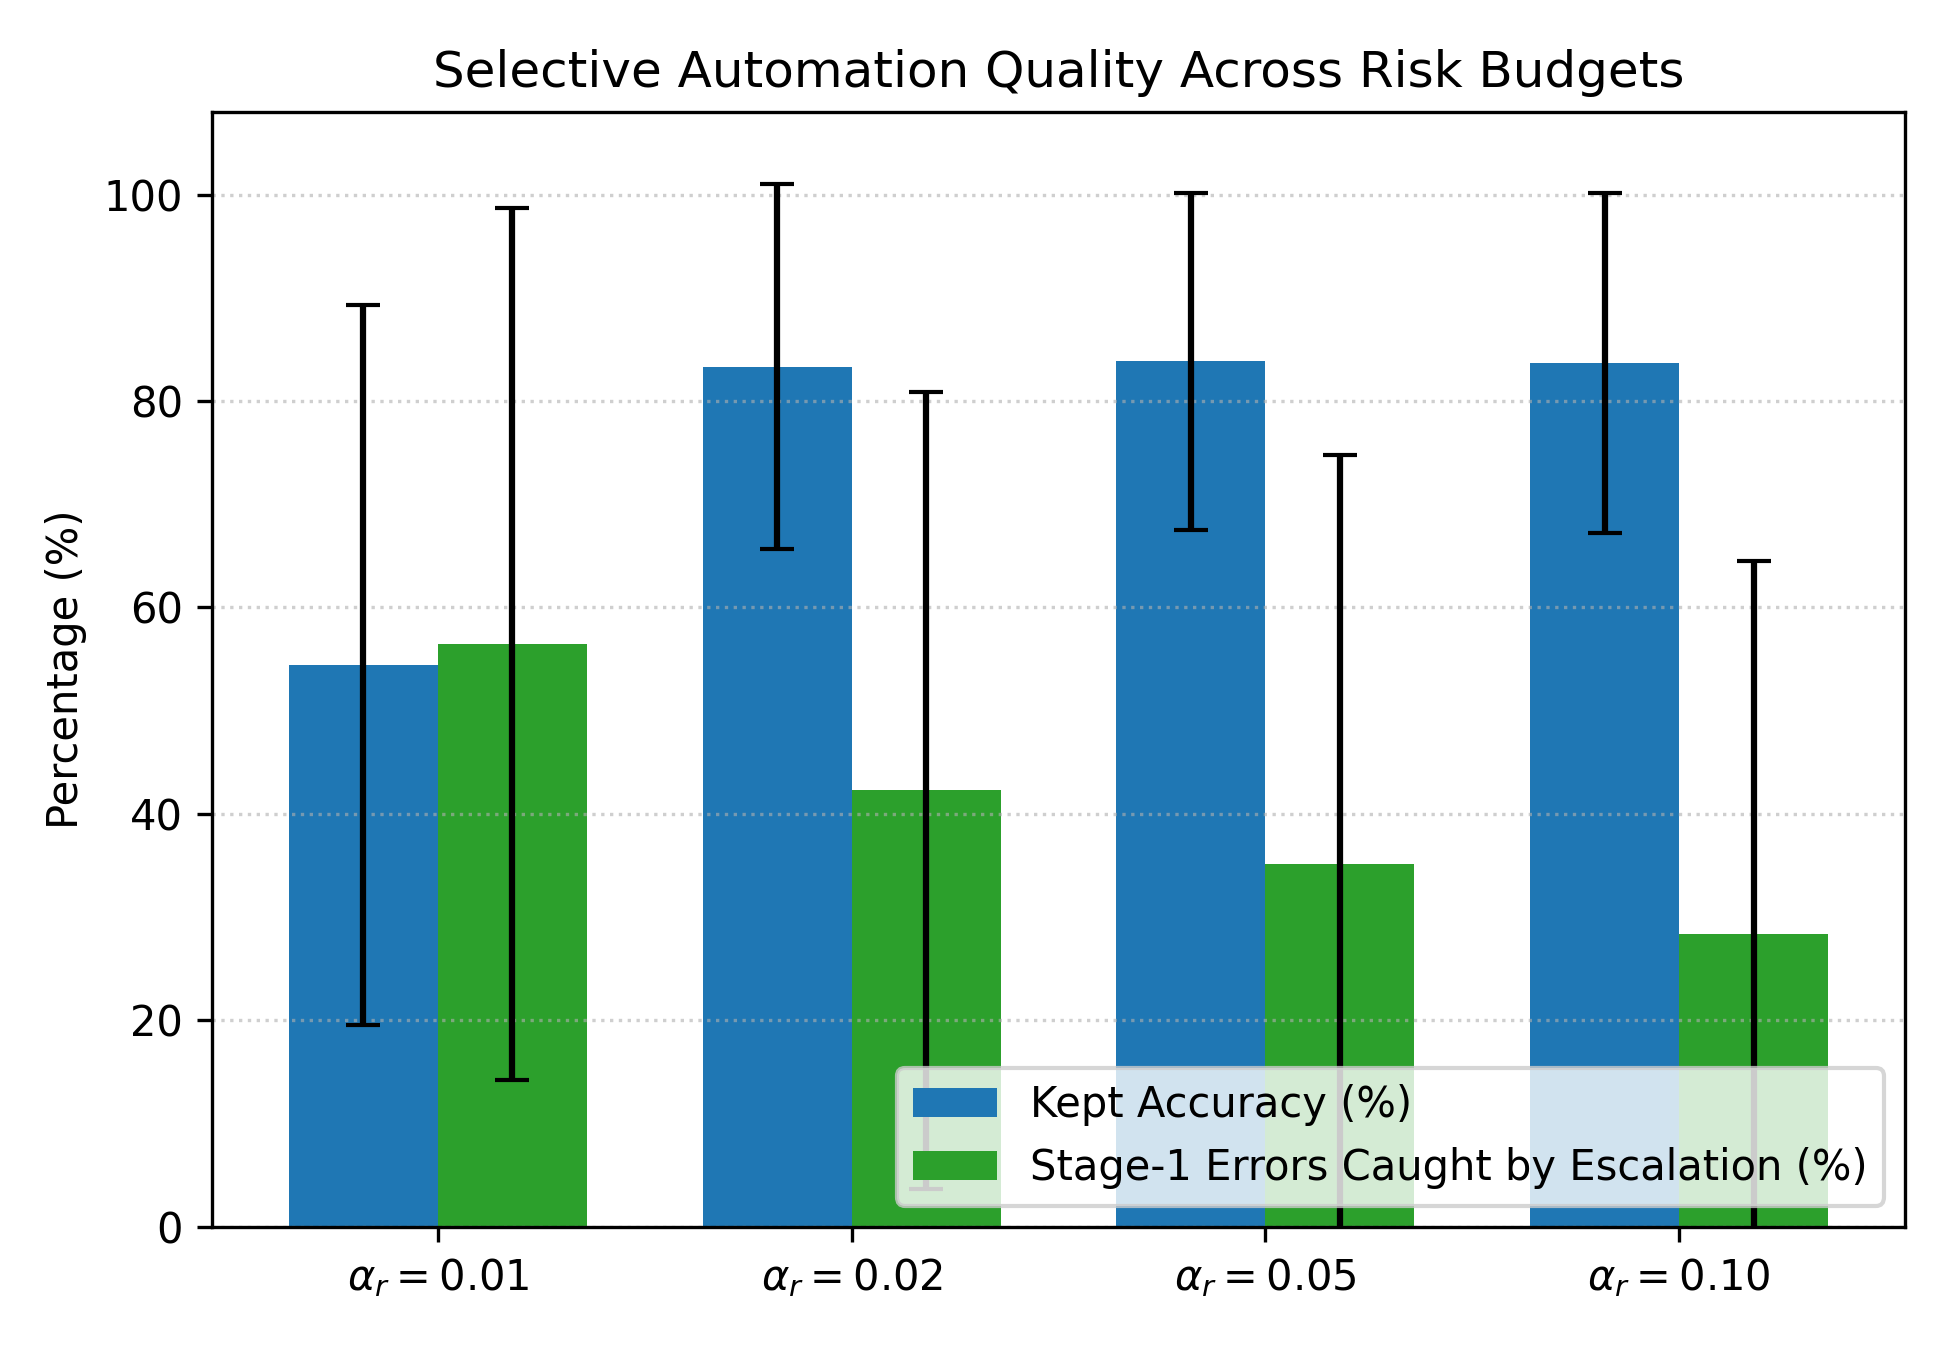 Selective Automation Quality Across Risk Budgets
Percentage (%)
100
80
60
40
20
0
Kept Accuracy (%)
Stage-1 Errors Caught by Escalation (%)
αᵣ = 0.01
αᵣ = 0.02
αᵣ = 0.05
αᵣ = 0.10